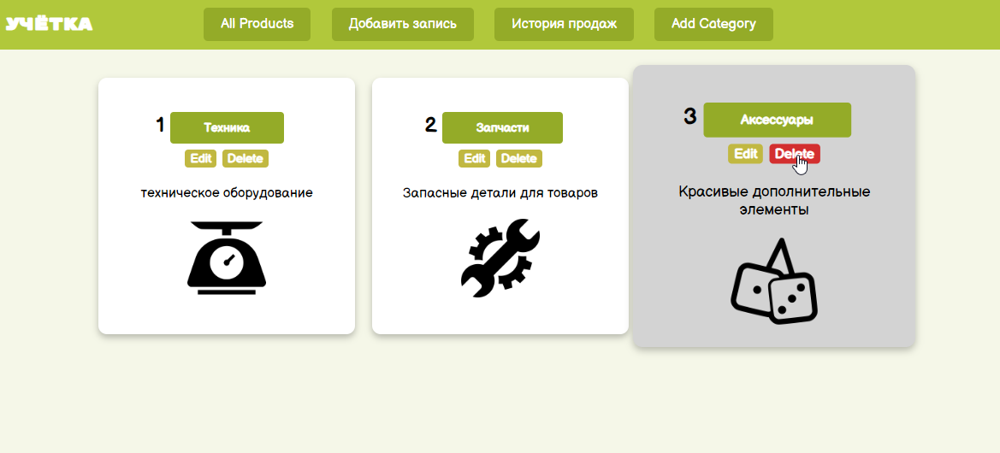 УЧЁТКА
All Products
Добавить запись
История продаж
Add Category
1 Техника
Edit Delete
техническое оборудование
2 Запчасти
Edit Delete
Запасные детали для товаров
3 Аксессуары
Edit Delete
Красивые дополнительные
элементы